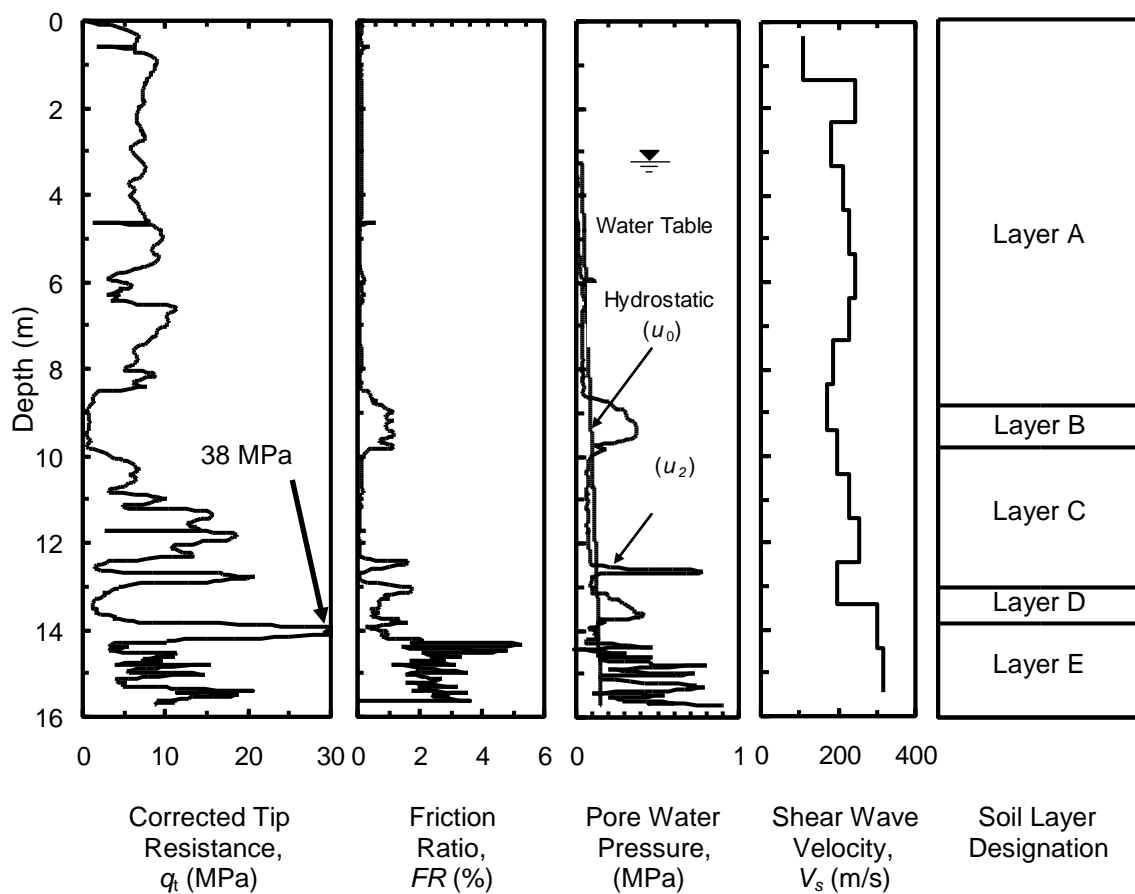 0
2
4
6
8
10
12
14
16
Depth (m)
38 MPa
Water Table
Hydrostatic
(u0)
(u2)
Layer A
Layer B
Layer C
Layer D
Layer E
0 10 20 30
0 2 4 6
0 1
0 200 400
Corrected Tip
Resistance,
qt (MPa)
Friction
Ratio,
FR (%)
Pore Water
Pressure,
(MPa)
Shear Wave
Velocity,
Vs (m/s)
Soil Layer
Designation